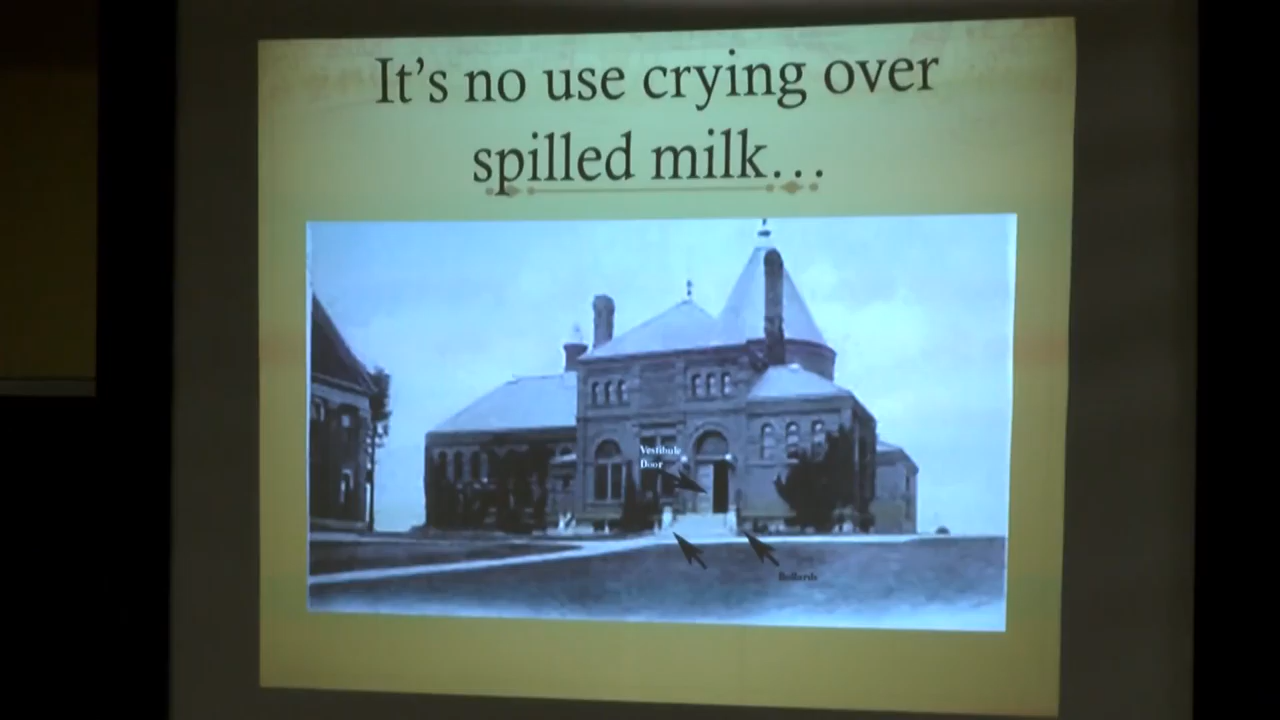 It's no use crying over
spilled milk...
Vestibule
Door
Bollards